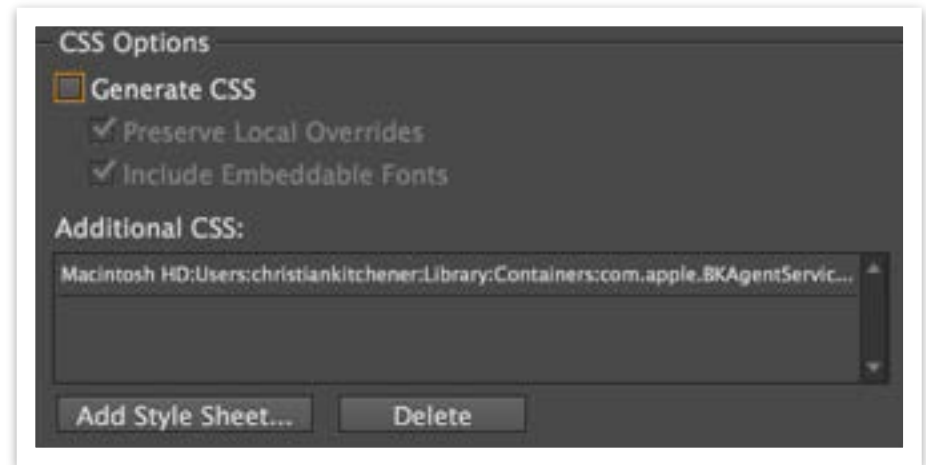 CSS Options
Generate CSS
Preserve Local Overrides
Include Embeddable Fonts
Additional CSS:
Macintosh HD:Users:christiankitchener:Library:Containers:com.apple.BKAgentServic...
Add Style Sheet... Delete